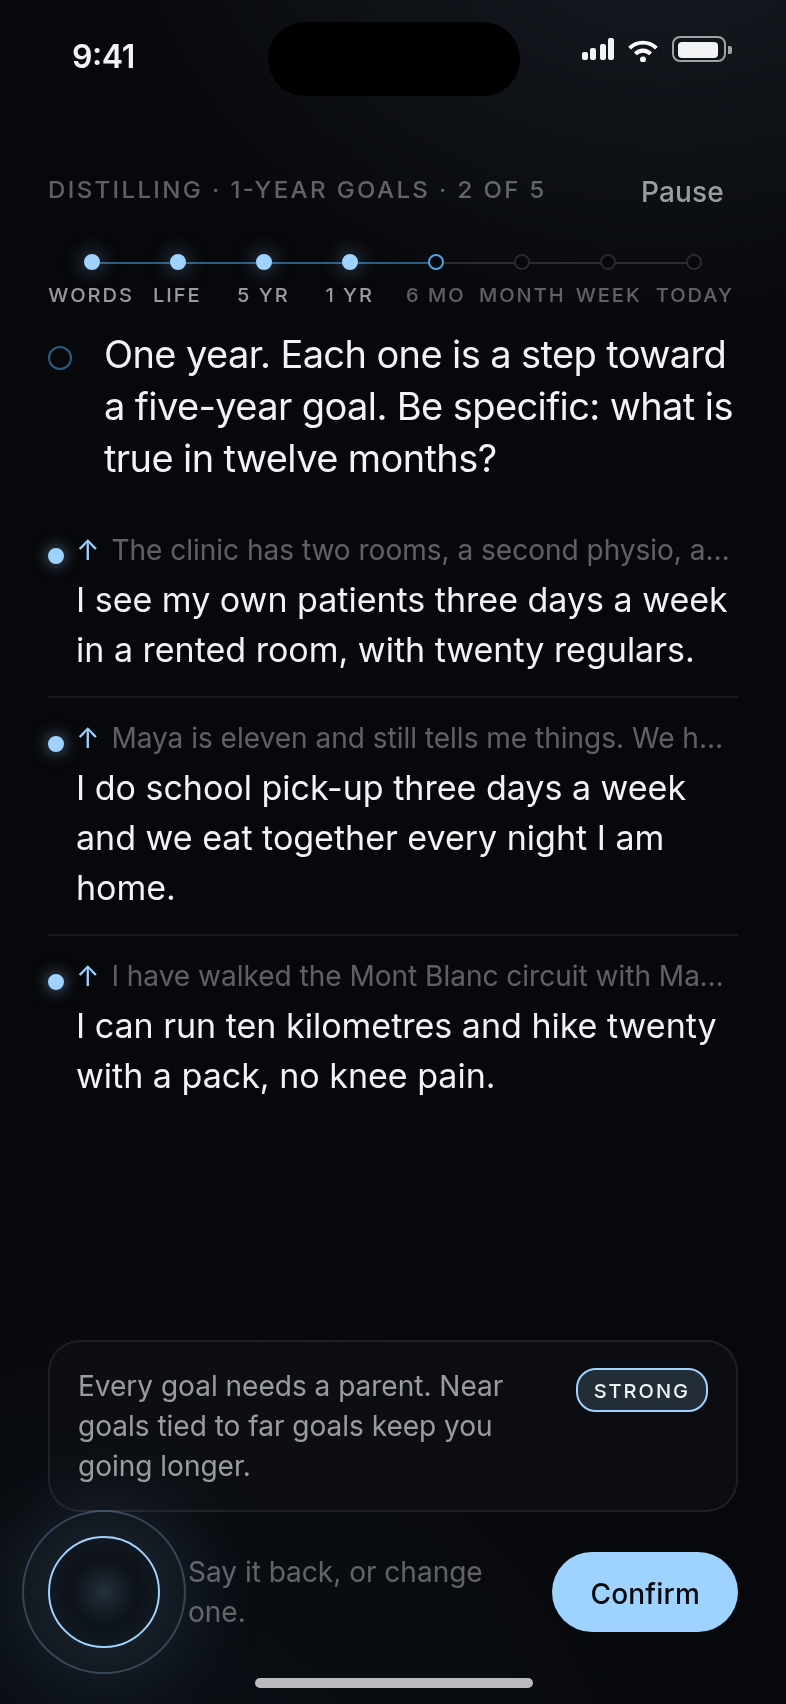 9:41
DISTILLING · 1-YEAR GOALS · 2 OF 5
Pause
WORDS LIFE 5 YR 1 YR 6 MO MONTH WEEK TODAY
One year. Each one is a step toward
a five-year goal. Be specific: what is
true in twelve months?
↑ The clinic has two rooms, a second physio, a...
I see my own patients three days a week
in a rented room, with twenty regulars.
↑ Maya is eleven and still tells me things. We h...
I do school pick-up three days a week
and we eat together every night I am
home.
↑ I have walked the Mont Blanc circuit with Ma...
I can run ten kilometres and hike twenty
with a pack, no knee pain.
Every goal needs a parent. Near
goals tied to far goals keep you
going longer.
STRONG
Say it back, or change
one.
Confirm